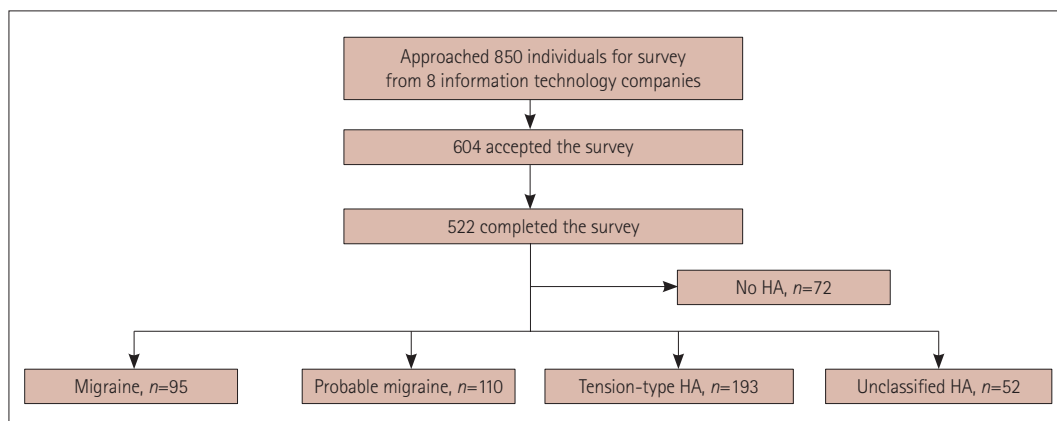 Approached 850 individuals for survey
from 8 information technology companies
604 accepted the survey
522 completed the survey
No HA, n=72
Migraine, n=95
Probable migraine, n=110
Tension-type HA, n=193
Unclassified HA, n=52